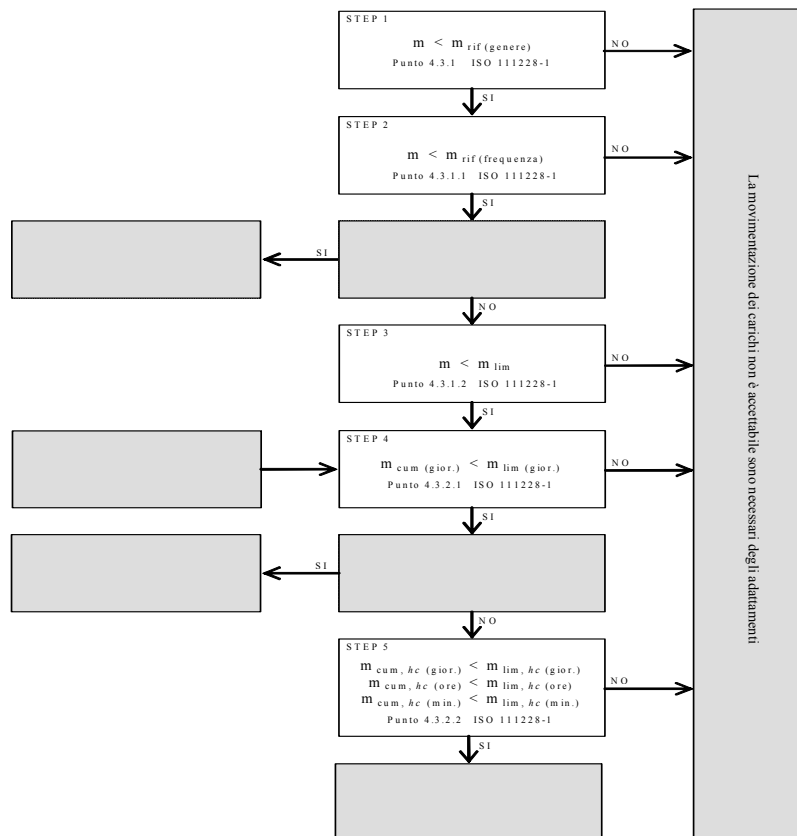 STEP 1
m < m rif (genere)
Punto 4.3.1 ISO 111228-1
NO
SI
STEP 2
m < m rif(frequenza)
Punto 4.3.1.1 ISO 111228-1
NO
SI
SI
NO
STEP 3
m < m lim
Punto 4.3.1.2 ISO 111228-1
NO
SI
STEP 4
m cum (gior.) < m lim (gior.)
Punto 4.3.2.1 ISO 111228-1
NO
SI
SI
NO
STEP 5
m cum, hc (gior.) < m lim, hc (gior.)
m cum, hc (ore) < m lim, hc (ore)
m cum, hc (min.) < m lim, hc (min.)
Punto 4.3.2.2 ISO 111228-1
NO
SI
La movimentazione dei carichi non è accettabile sono necessari degli adattamenti